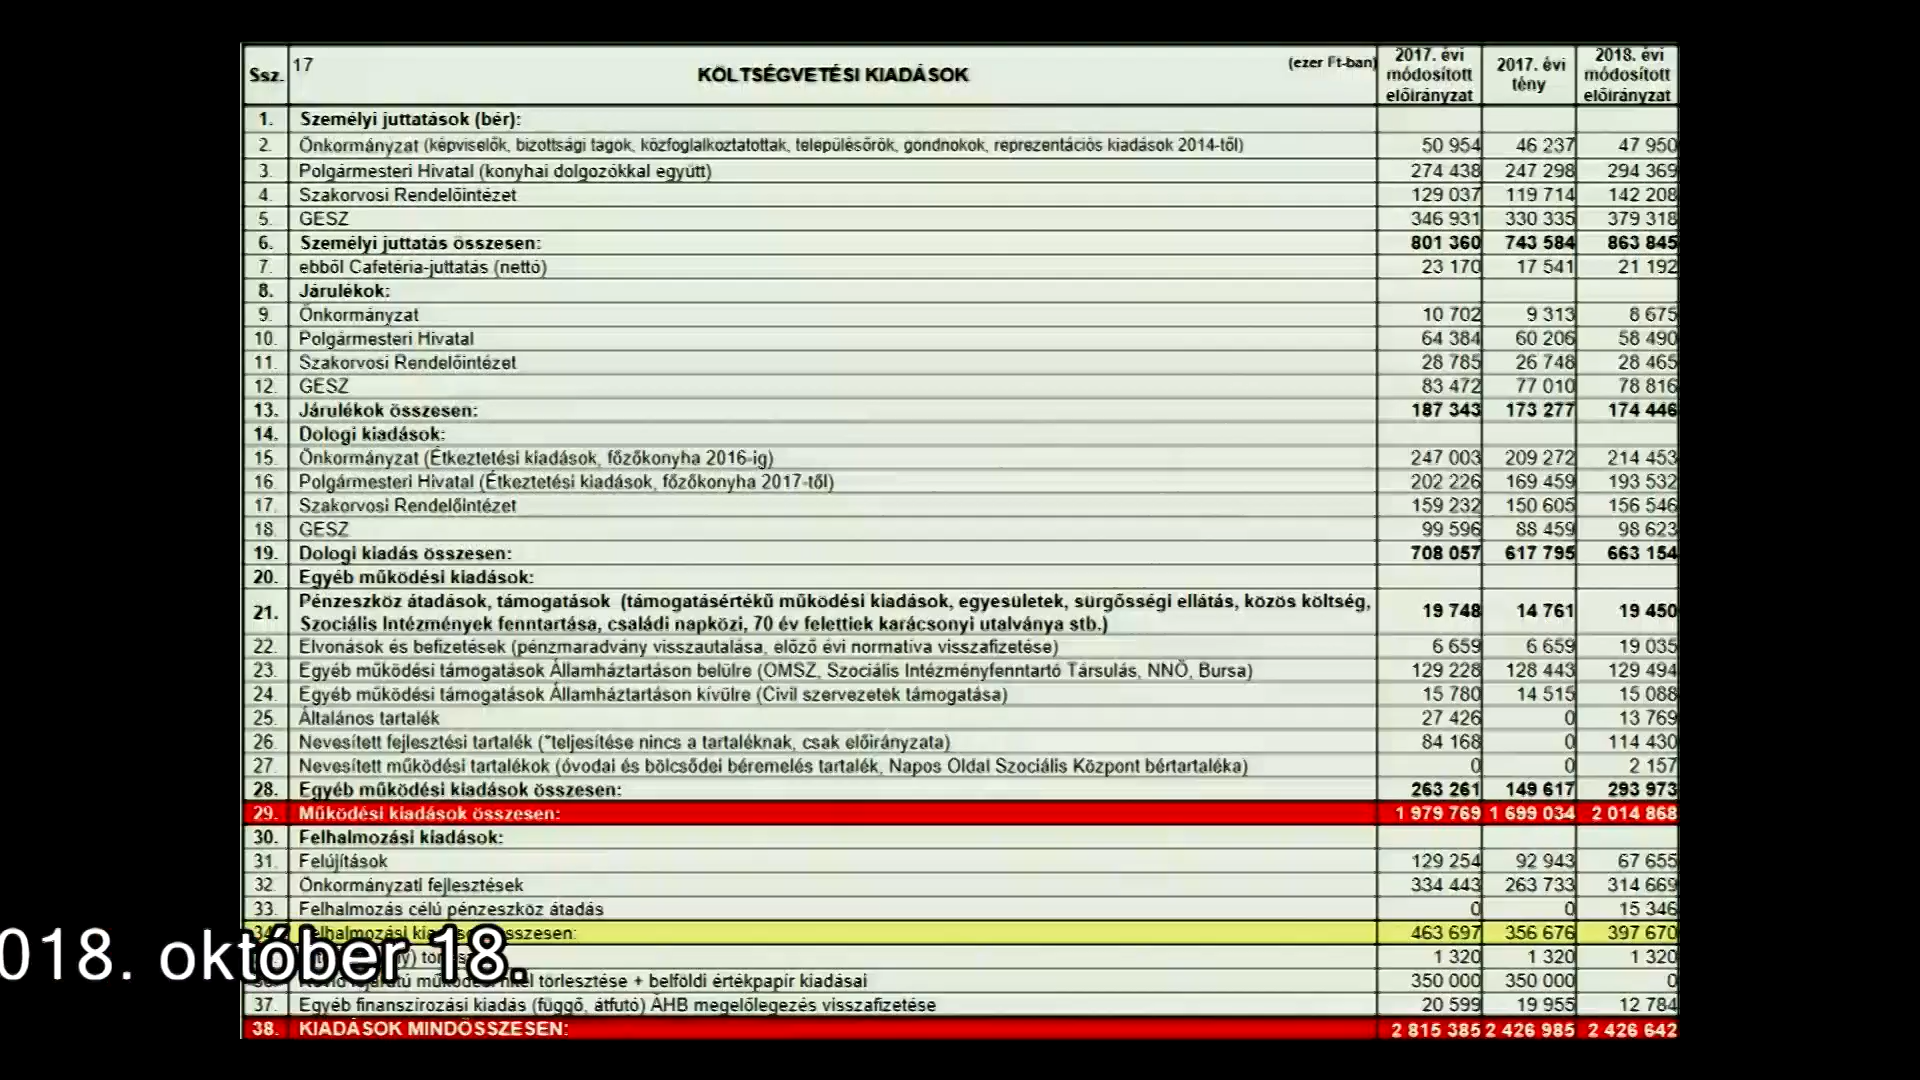 Ssz. 17 KÖLTSÉGVETÉSI KIADÁSOK (ezer Ft-ban) 2017. évi módosított előirányzat 2017. évi tény 2018. évi módosított előirányzat
1. Személyi juttatások (bér):
2. Önkormányzat (képviselők, bizottsági tagok, közfoglalkoztatottak, településőrök, gondnokok, reprezentációs kiadások 2014-től) 50 954 46 237 47 950
3. Polgármesteri Hivatal (konyhai dolgozókkal együtt) 274 438 247 298 294 369
4. Szakorvosi Rendelőintézet 129 037 119 714 142 208
5. GESZ 346 931 330 335 379 318
6. Személyi juttatás összesen: 801 360 743 584 863 845
7. ebből Cafetéria-juttatás (nettó) 23 170 17 541 21 192
8. Járulékok:
9. Önkormányzat 10 702 9 313 8 675
10. Polgármesteri Hivatal 64 384 60 206 58 490
11. Szakorvosi Rendelőintézet 28 785 26 748 28 465
12. GESZ 83 472 77 010 78 816
13. Járulékok összesen: 187 343 173 277 174 446
14. Dologi kiadások:
15. Önkormányzat (Étkeztetési kiadások, főzőkonyha 2016-ig) 247 003 209 272 214 453
16. Polgármesteri Hivatal (Étkeztetési kiadások, főzőkonyha 2017-től) 202 226 169 459 193 532
17. Szakorvosi Rendelőintézet 159 232 150 605 156 546
18. GESZ 99 596 88 459 98 623
19. Dologi kiadás összesen: 708 057 617 795 663 154
20. Egyéb működési kiadások:
21. Pénzeszköz átadások, támogatások (támogatásértékű működési kiadások, egyesületek, sürgősségi ellátás, közös költség,
Szociális Intézmények fenntartása, családi napközi, 70 év felettiek karácsonyi utalványa stb.) 19 748 14 761 19 450
22. Elvonások és befizetések (pénzmaradvány visszautalása, előző évi normatíva visszafizetése) 6 659 6 659 19 035
23. Egyéb működési támogatások Államháztartáson belülre (OMSZ, Szociális Intézményfenntartó Társulás, NNÖ, Bursa) 129 228 128 443 129 494
24. Egyéb működési támogatások Államháztartáson kívülre (Civil szervezetek támogatása) 15 780 14 515 15 088
25. Általános tartalék 27 426 0 13 769
26. Nevesített fejlesztési tartalék (*teljesítése nincs a tartaléknak, csak előirányzata) 84 168 0 114 430
27. Nevesített működési tartalékok (óvodai és bölcsődei béremelés tartalék, Napos Oldal Szociális Központ bértartaléka) 0 0 2 157
28. Egyéb működési kiadások összesen: 263 261 149 617 293 973
29. Működési kiadások összesen: 1 979 769 1 699 034 2 014 868
30. Felhalmozási kiadások:
31. Felújítások 129 254 92 943 67 655
32. Önkormányzati fejlesztések 334 443 263 733 314 669
33. Felhalmozás célú pénzeszköz átadás 0 0 15 346
34. Felhalmozási összesen: 463 697 356 676 397 670
018. október 18.
1 320 1 320 1 320
törlesztése + belföldi értékpapír kiadásai 350 000 350 000 0
37. Egyéb finanszírozási kiadás (függő, átfutó) ÁHB megelőlegezés visszafizetése 20 599 19 955 12 784
38. KIADÁSOK MINDÖSSZESEN: 2 815 385 2 426 985 2 426 642